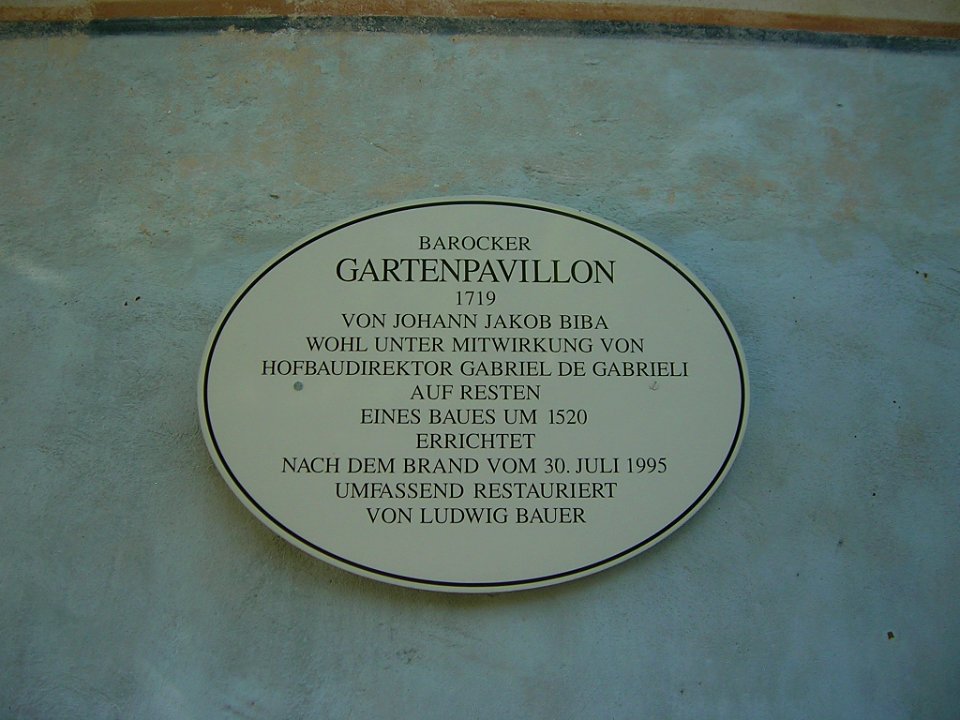 BAROCKER
GARTENPAVILLON
1719
VON JOHANN JAKOB BIBA
WOHL UNTER MITWIRKUNG VON
HOFBAUDIREKTOR GABRIEL DE GABRIELI
AUF RESTEN
EINES BAUES UM 1520
ERRICHTET
NACH DEM BRAND VOM 30. JULI 1995
UMFASSEND RESTAURIERT
VON LUDWIG BAUER